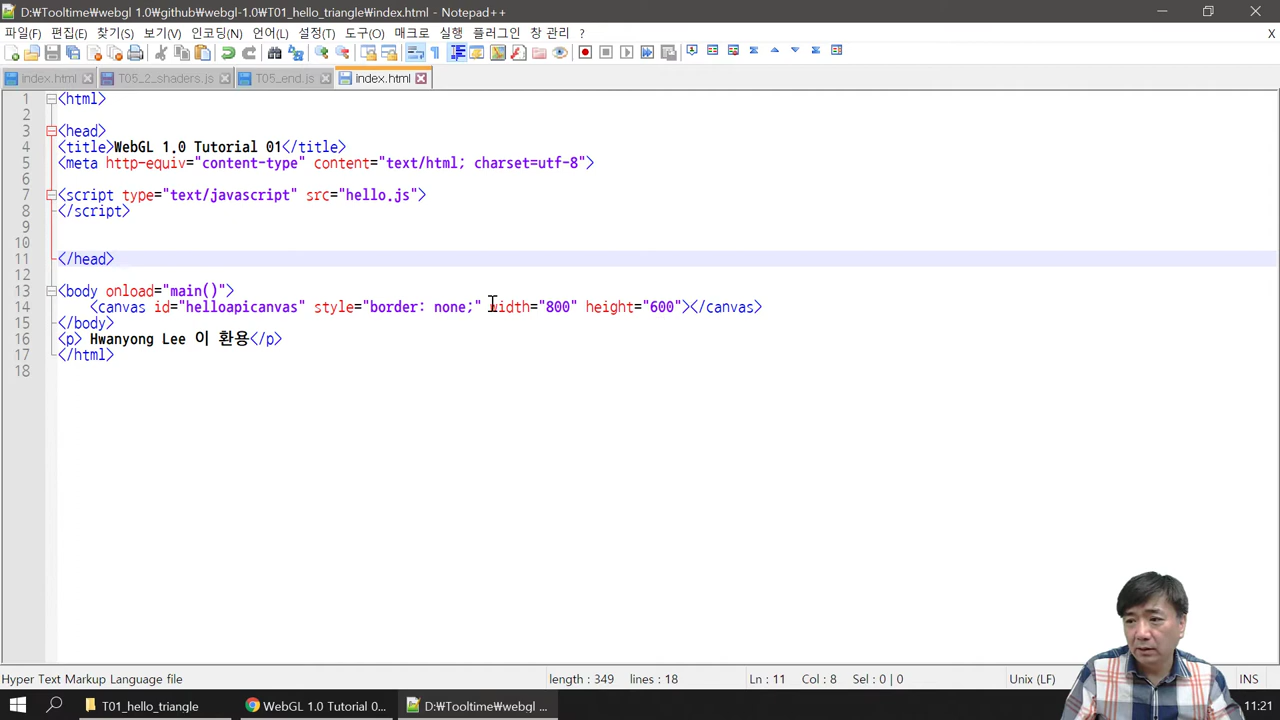 D:₩Tooltime₩webgl 1.0₩github₩webgl-1.0₩T01_hello_triangle₩index.html - Notepad++
파일(F) 편집(E) 찾기(S) 보기(V) 인코딩(N) 언어(L) 설정(T) 도구(O) 매크로 실행 플러그인 창 관리 ? X
index.html T05_2_shaders.js T05_end.js index.html
1 <html>
2
3 <head>
4 <title>WebGL 1.0 Tutorial 01</title>
5 <meta http-equiv="content-type" content="text/html; charset=utf-8">
6
7 <script type="text/javascript" src="hello.js">
8 </script>
9
10
11 </head>
12
13 <body onload="main()">
14 <canvas id="helloapicanvas" style="border: none;" width="800" height="600"></canvas>
15 </body>
16 <p> Hwanyong Lee 이 환용</p>
17 </html>
18
Hyper Text Markup Language file length : 349 lines : 18 Ln : 11 Col : 8 Sel : 0 | 0 Unix (LF) UTF-8 INS
T01_hello_triangle WebGL 1.0 Tutorial 0... D:₩Tooltime₩webgl ... 11:21